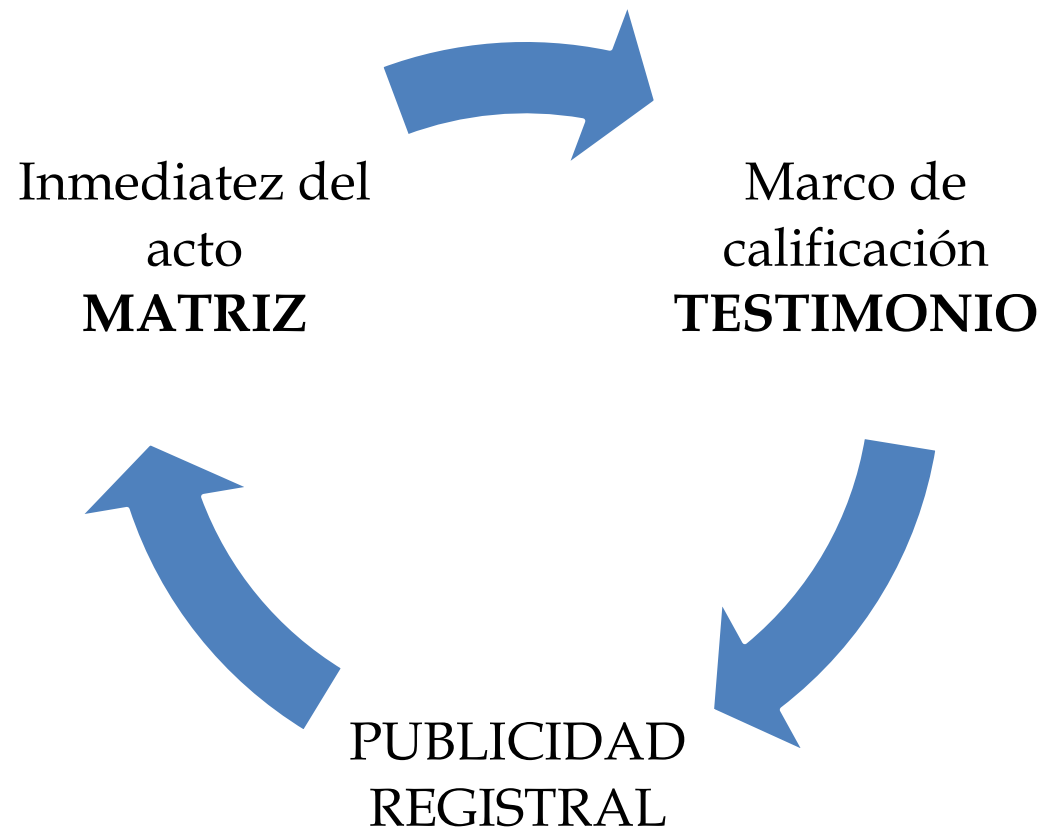 Inmediatez del
acto
MATRIZ
Marco de
calificación
TESTIMONIO
PUBLICIDAD
REGISTRAL